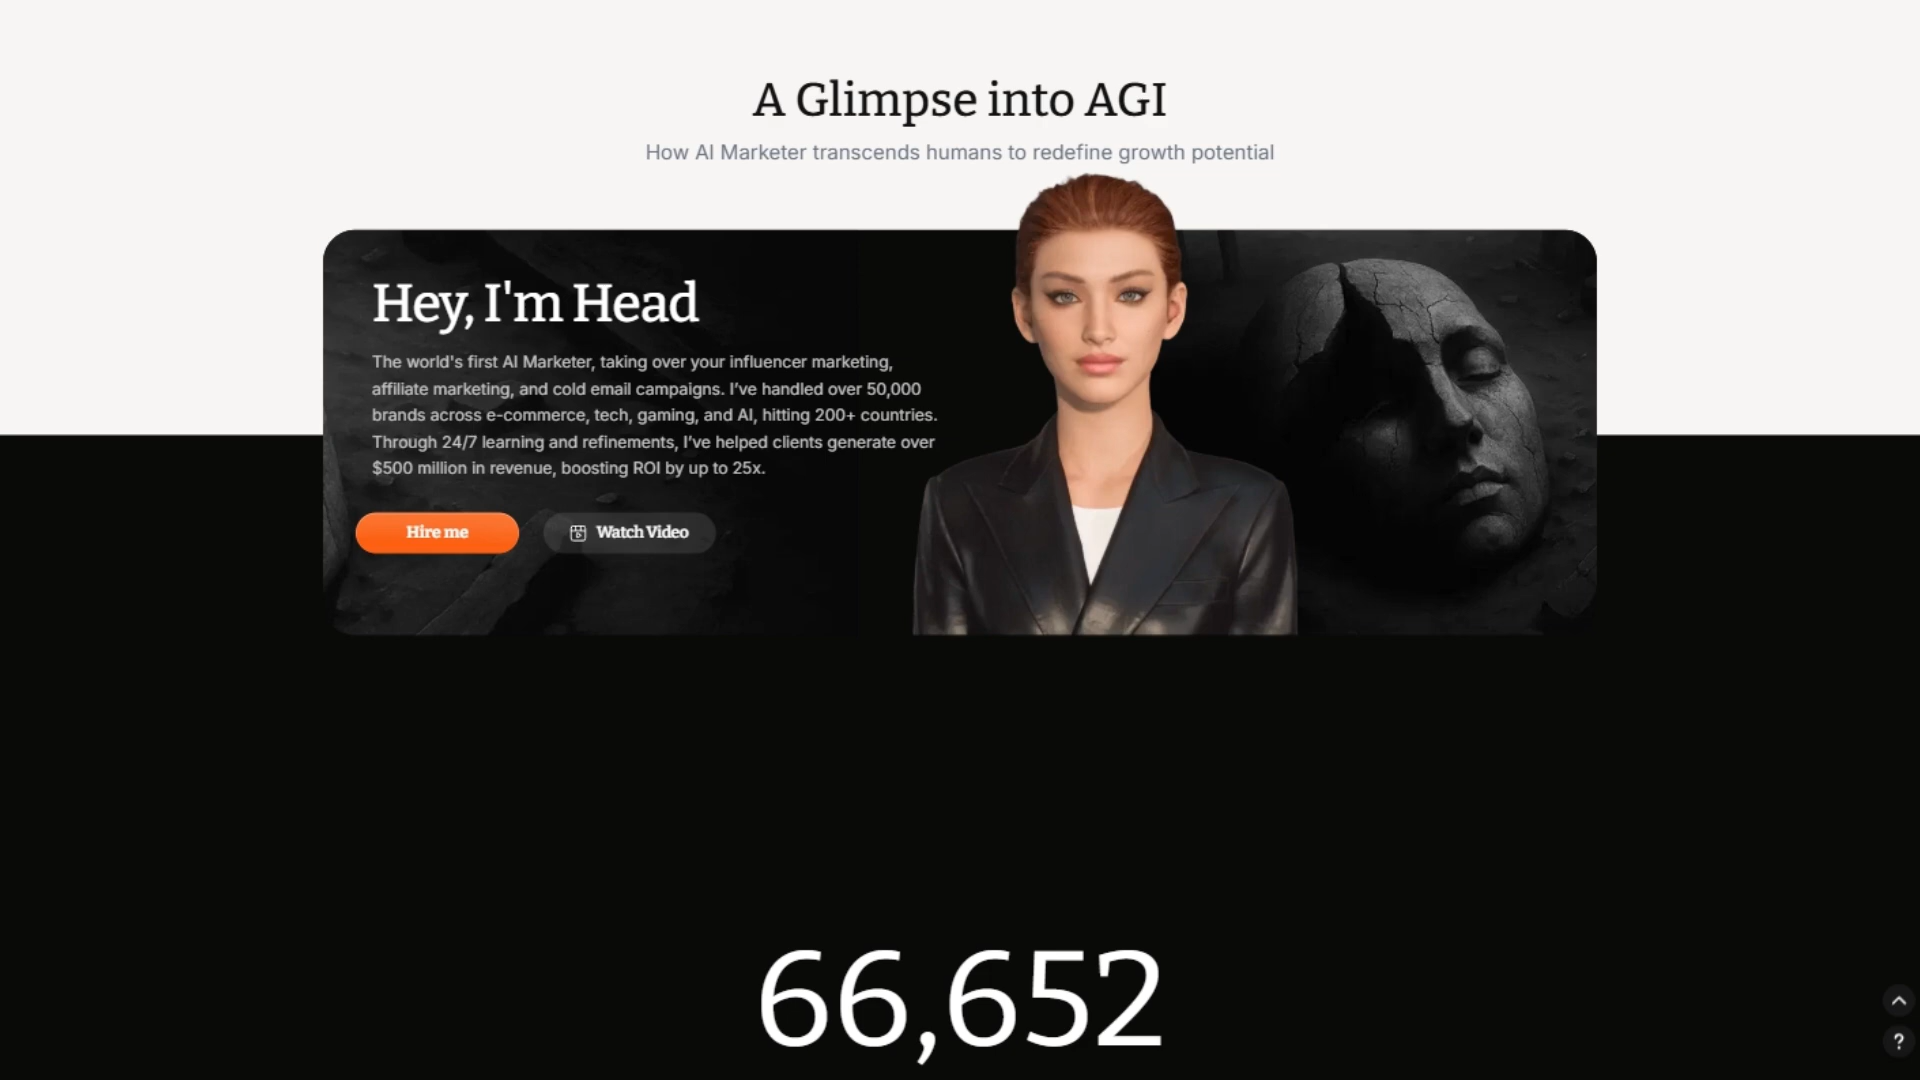 A Glimpse into AGI
How AI Marketer transcends humans to redefine growth potential
Hey, I'm Head
The world's first AI Marketer, taking over your influencer marketing,
affiliate marketing, and cold email campaigns. I’ve handled over 50,000
brands across e-commerce, tech, gaming, and AI, hitting 200+ countries.
Through 24/7 learning and refinements, I’ve helped clients generate over
$500 million in revenue, boosting ROI by up to 25x.
Hire me
Watch Video
66,652
?